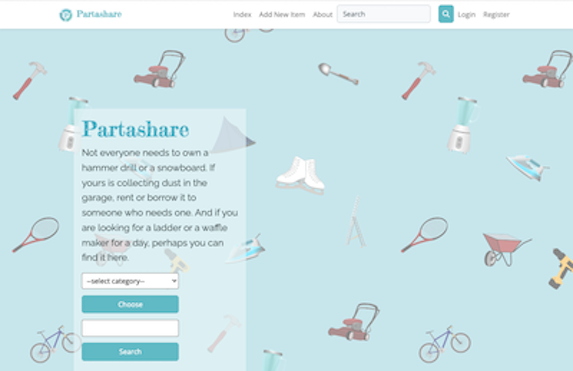 Partashare
Index Add New Item About Search Login Register
Partashare
Not everyone needs to own a
hammer drill or a snowboard. If
yours is collecting dust in the
garage, rent or borrow it to
someone who needs one. And if you
are looking for a ladder or a waffle
maker for a day, perhaps you can
find it here.
--select category--
Choose
Search